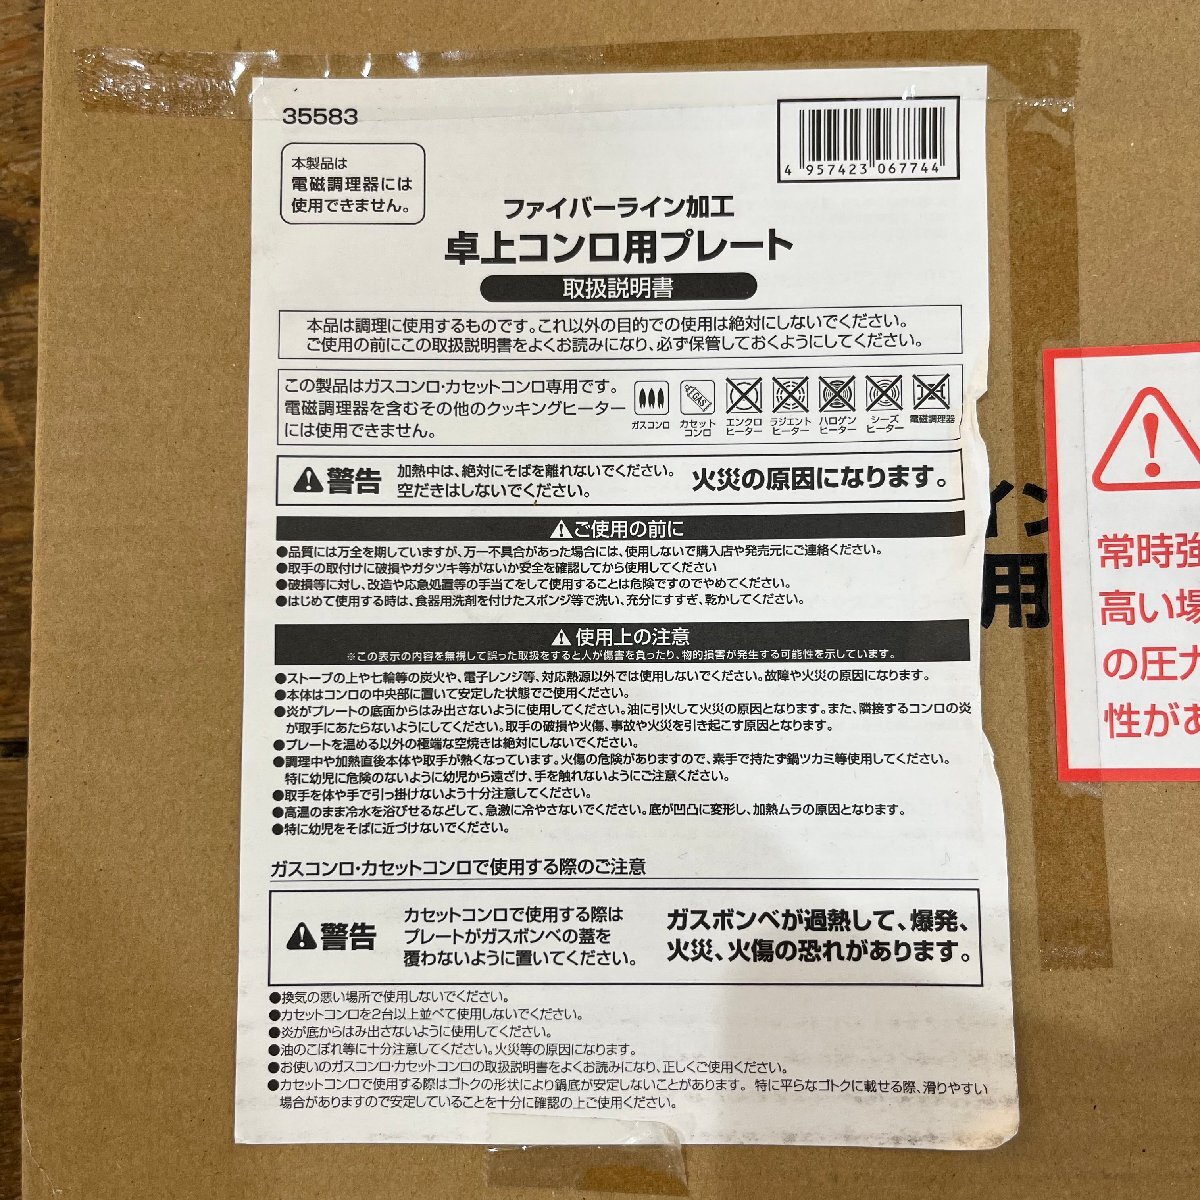 35583
4 957423 067744
本製品は
電磁調理器には
使用できません。
ファイバーライン加工
卓上コンロ用プレート
取扱説明書
本品は調理に使用するものです。これ以外の目的での使用は絶対にしないでください。
ご使用の前にこの取扱説明書をよくお読みになり、必ず保管しておくようにしてください。
この製品はガスコンロ・カセットコンロ専用です。
電磁調理器を含むその他のクッキングヒーター
には使用できません。
GAS
ガスコンロ
カセット
コンロ
エンクロ
ヒーター
ラジエント
ヒーター
ハロゲン
ヒーター
シーズ
ヒーター
電磁調理器
警告
加熱中は、絶対にそばを離れないでください。
空だきはしないでください。
火災の原因になります。
ご使用の前に
●品質には万全を期していますが、万一不具合があった場合には、使用しないで購入店や発売元にご連絡ください。
●取手の取付けに破損やガタツキ等がないか安全を確認してから使用してください
●破損等に対し、改造や応急処置等の手当てをして使用することは危険ですのでやめてください。
●はじめて使用する時は、食器用洗剤を付けたスポンジ等で洗い、充分にすすぎ、乾かしてください。
使用上の注意
※この表示の内容を無視して誤った取扱をすると人が傷害を負ったり、物的損害が発生する可能性を示しています。
●ストーブの上や七輪等の炭火や、電子レンジ等、対応熱源以外では使用しないでください。故障や火災の原因になります。
●本体はコンロの中央部に置いて安定した状態でご使用ください。
●炎がプレートの底面からはみ出さないように使用してください。油に引火して火災の原因となります。また、隣接するコンロの炎
が取手にあたらないようにしてください。取手の破損や火傷、事故や火災を引き起こす原因となります。
●プレートを温める以外の極端な空焼きは絶対にしないでください。
●調理中や加熱直後本体や取手が熱くなっています。火傷の危険がありますので、素手で持たず鍋ツカミ等使用してください。
特に幼児に危険のないように幼児から遠ざけ、手を触れないようにご注意ください。
●取手を体や手で引っ掛けないよう十分注意してください。
●高温のまま冷水を浴びせるなどして、急激に冷やさないでください。底が凹凸に変形し、加熱ムラの原因となります。
●特に幼児をそばに近づけないでください。
ガスコンロ・カセットコンロで使用する際のご注意
警告
カセットコンロで使用する際は
プレートがガスボンベの蓋を
覆わないように置いてください。
ガスボンベが過熱して、爆発、
火災、火傷の恐れがあります。
●換気の悪い場所で使用しないでください。
●カセットコンロを2台以上並べて使用しないでください。
●炎が底からはみ出さないように使用してください。
●油のこぼれ等に十分注意してください。火災等の原因になります。
●お使いのガスコンロ・カセットコンロの取扱説明書をよくお読みになり、正しくご使用ください。
●カセットコンロで使用する際はゴトクの形状により鍋底が安定しないことがあります。特に平らなゴトクに載せる際、滑りやすい
場合がありますので安定していることを十分に確認の上ご使用ください。
イン
用
常時強
高い場
の圧力
性があ